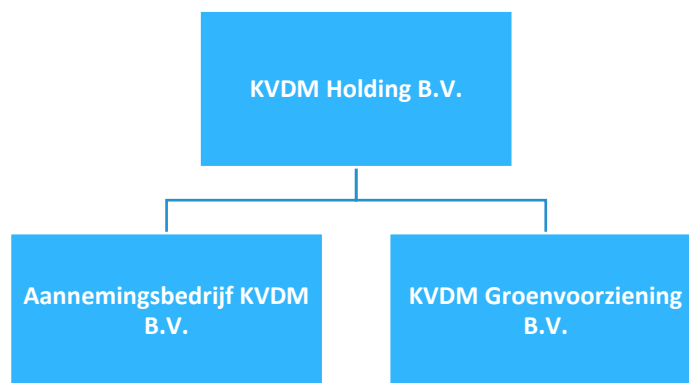 KVDM Holding B.V.
Aannemingsbedrijf KVDM
B.V.
KVDM Groenvoorziening
B.V.